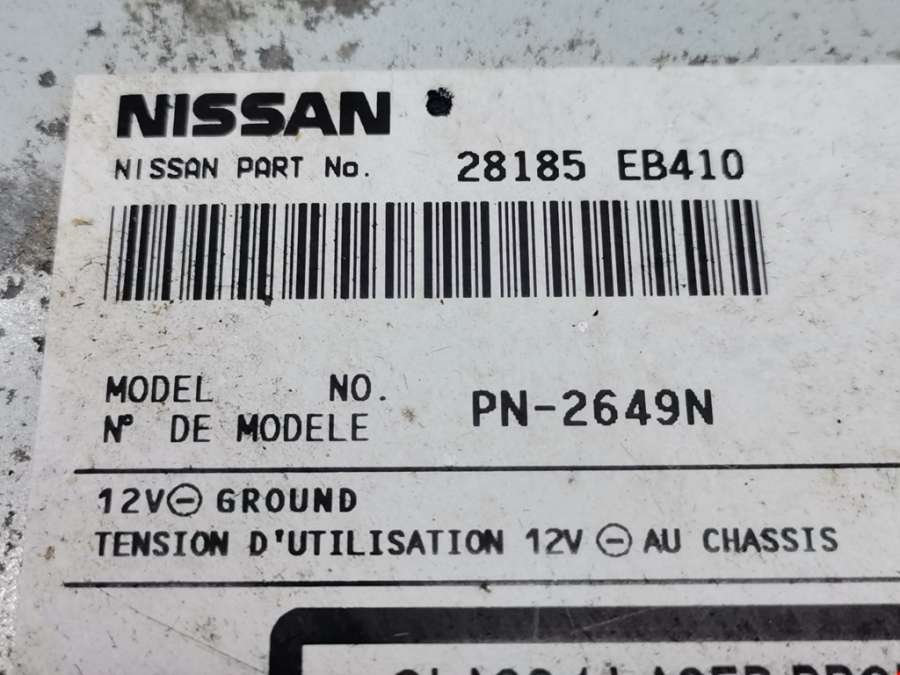 NISSAN
NISSAN PART No. 28185 EB410
MODEL NO.
Nº DE MODELE
PN-2649N
12V⊖ GROUND
TENSION D'UTILISATION 12V ⊖ AU CHASSIS